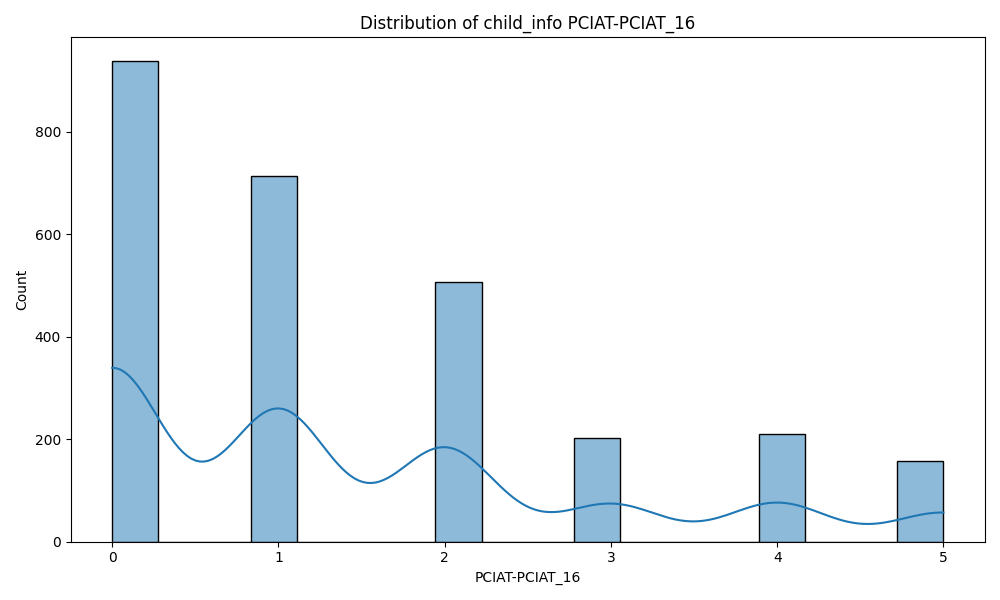 Distribution of child_info PCIAT-PCIAT_16
800
600
400
200
0
Count
0 1 2 3 4 5
PCIAT-PCIAT_16